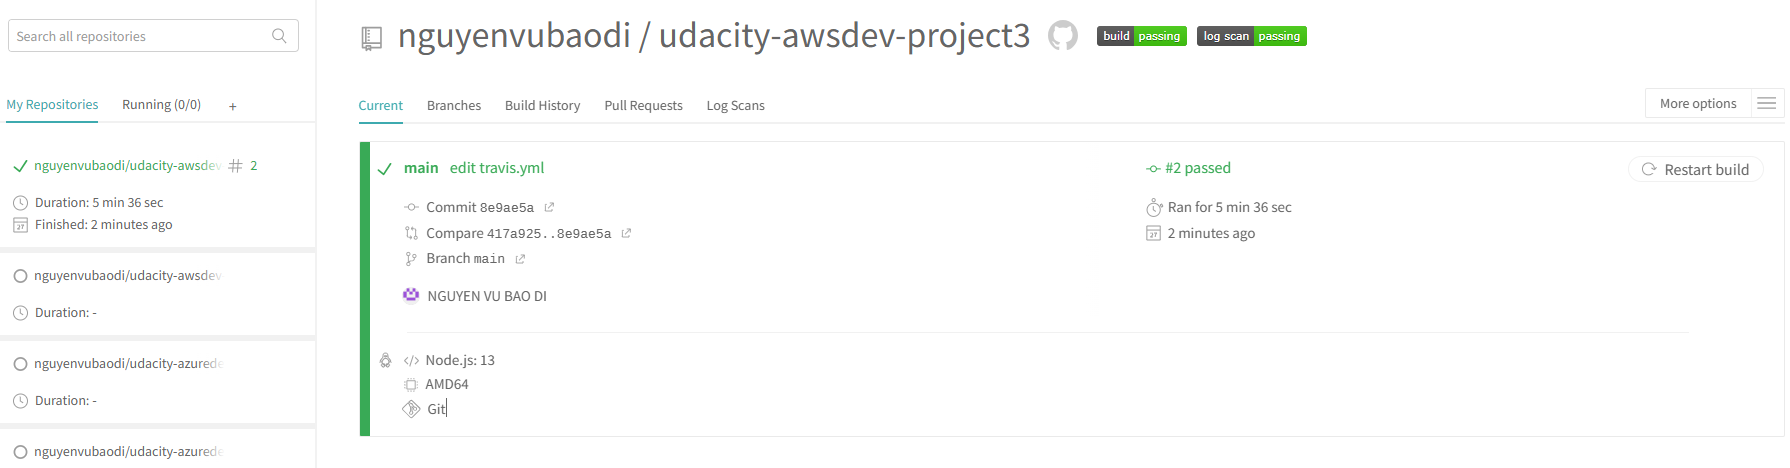 Search all repositories
My Repositories Running (0/0) +
nguyenvubaodi/udacity-awsdev # 2
Duration: 5 min 36 sec
Finished: 2 minutes ago
nguyenvubaodi/udacity-awsdev
Duration: -
nguyenvubaodi/udacity-azurede
Duration: -
nguyenvubaodi/udacity-azurede
nguyenvubaodi / udacity-awsdev-project3 build passing log scan passing
Current Branches Build History Pull Requests Log Scans More options
main edit travis.yml
Commit 8e9ae5a
Compare 417a925..8e9ae5a
Branch main
NGUYEN VU BAO DI
#2 passed
Ran for 5 min 36 sec
2 minutes ago
Restart build
Node.js: 13
AMD64
Git